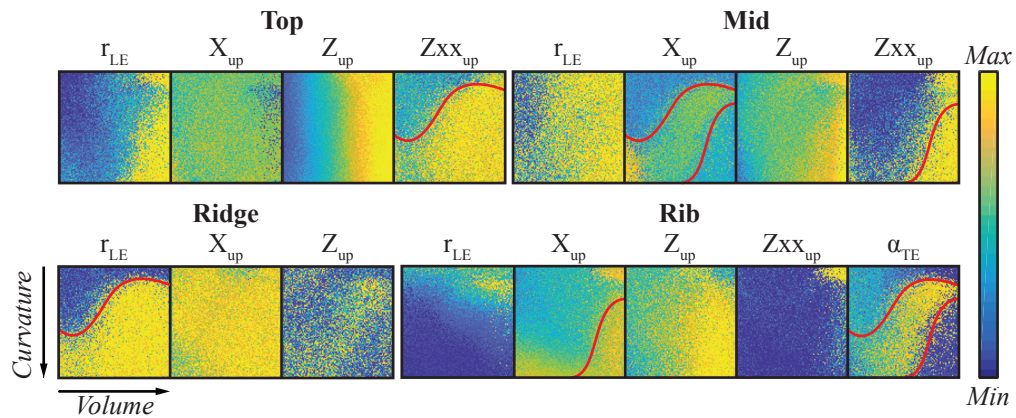 Top Mid
r_LE X_up Z_up Zxx_up r_LE X_up Z_up Zxx_up Max
Ridge Rib
r_LE X_up Z_up r_LE X_up Z_up Zxx_up α_TE
Curvature
Volume
Min